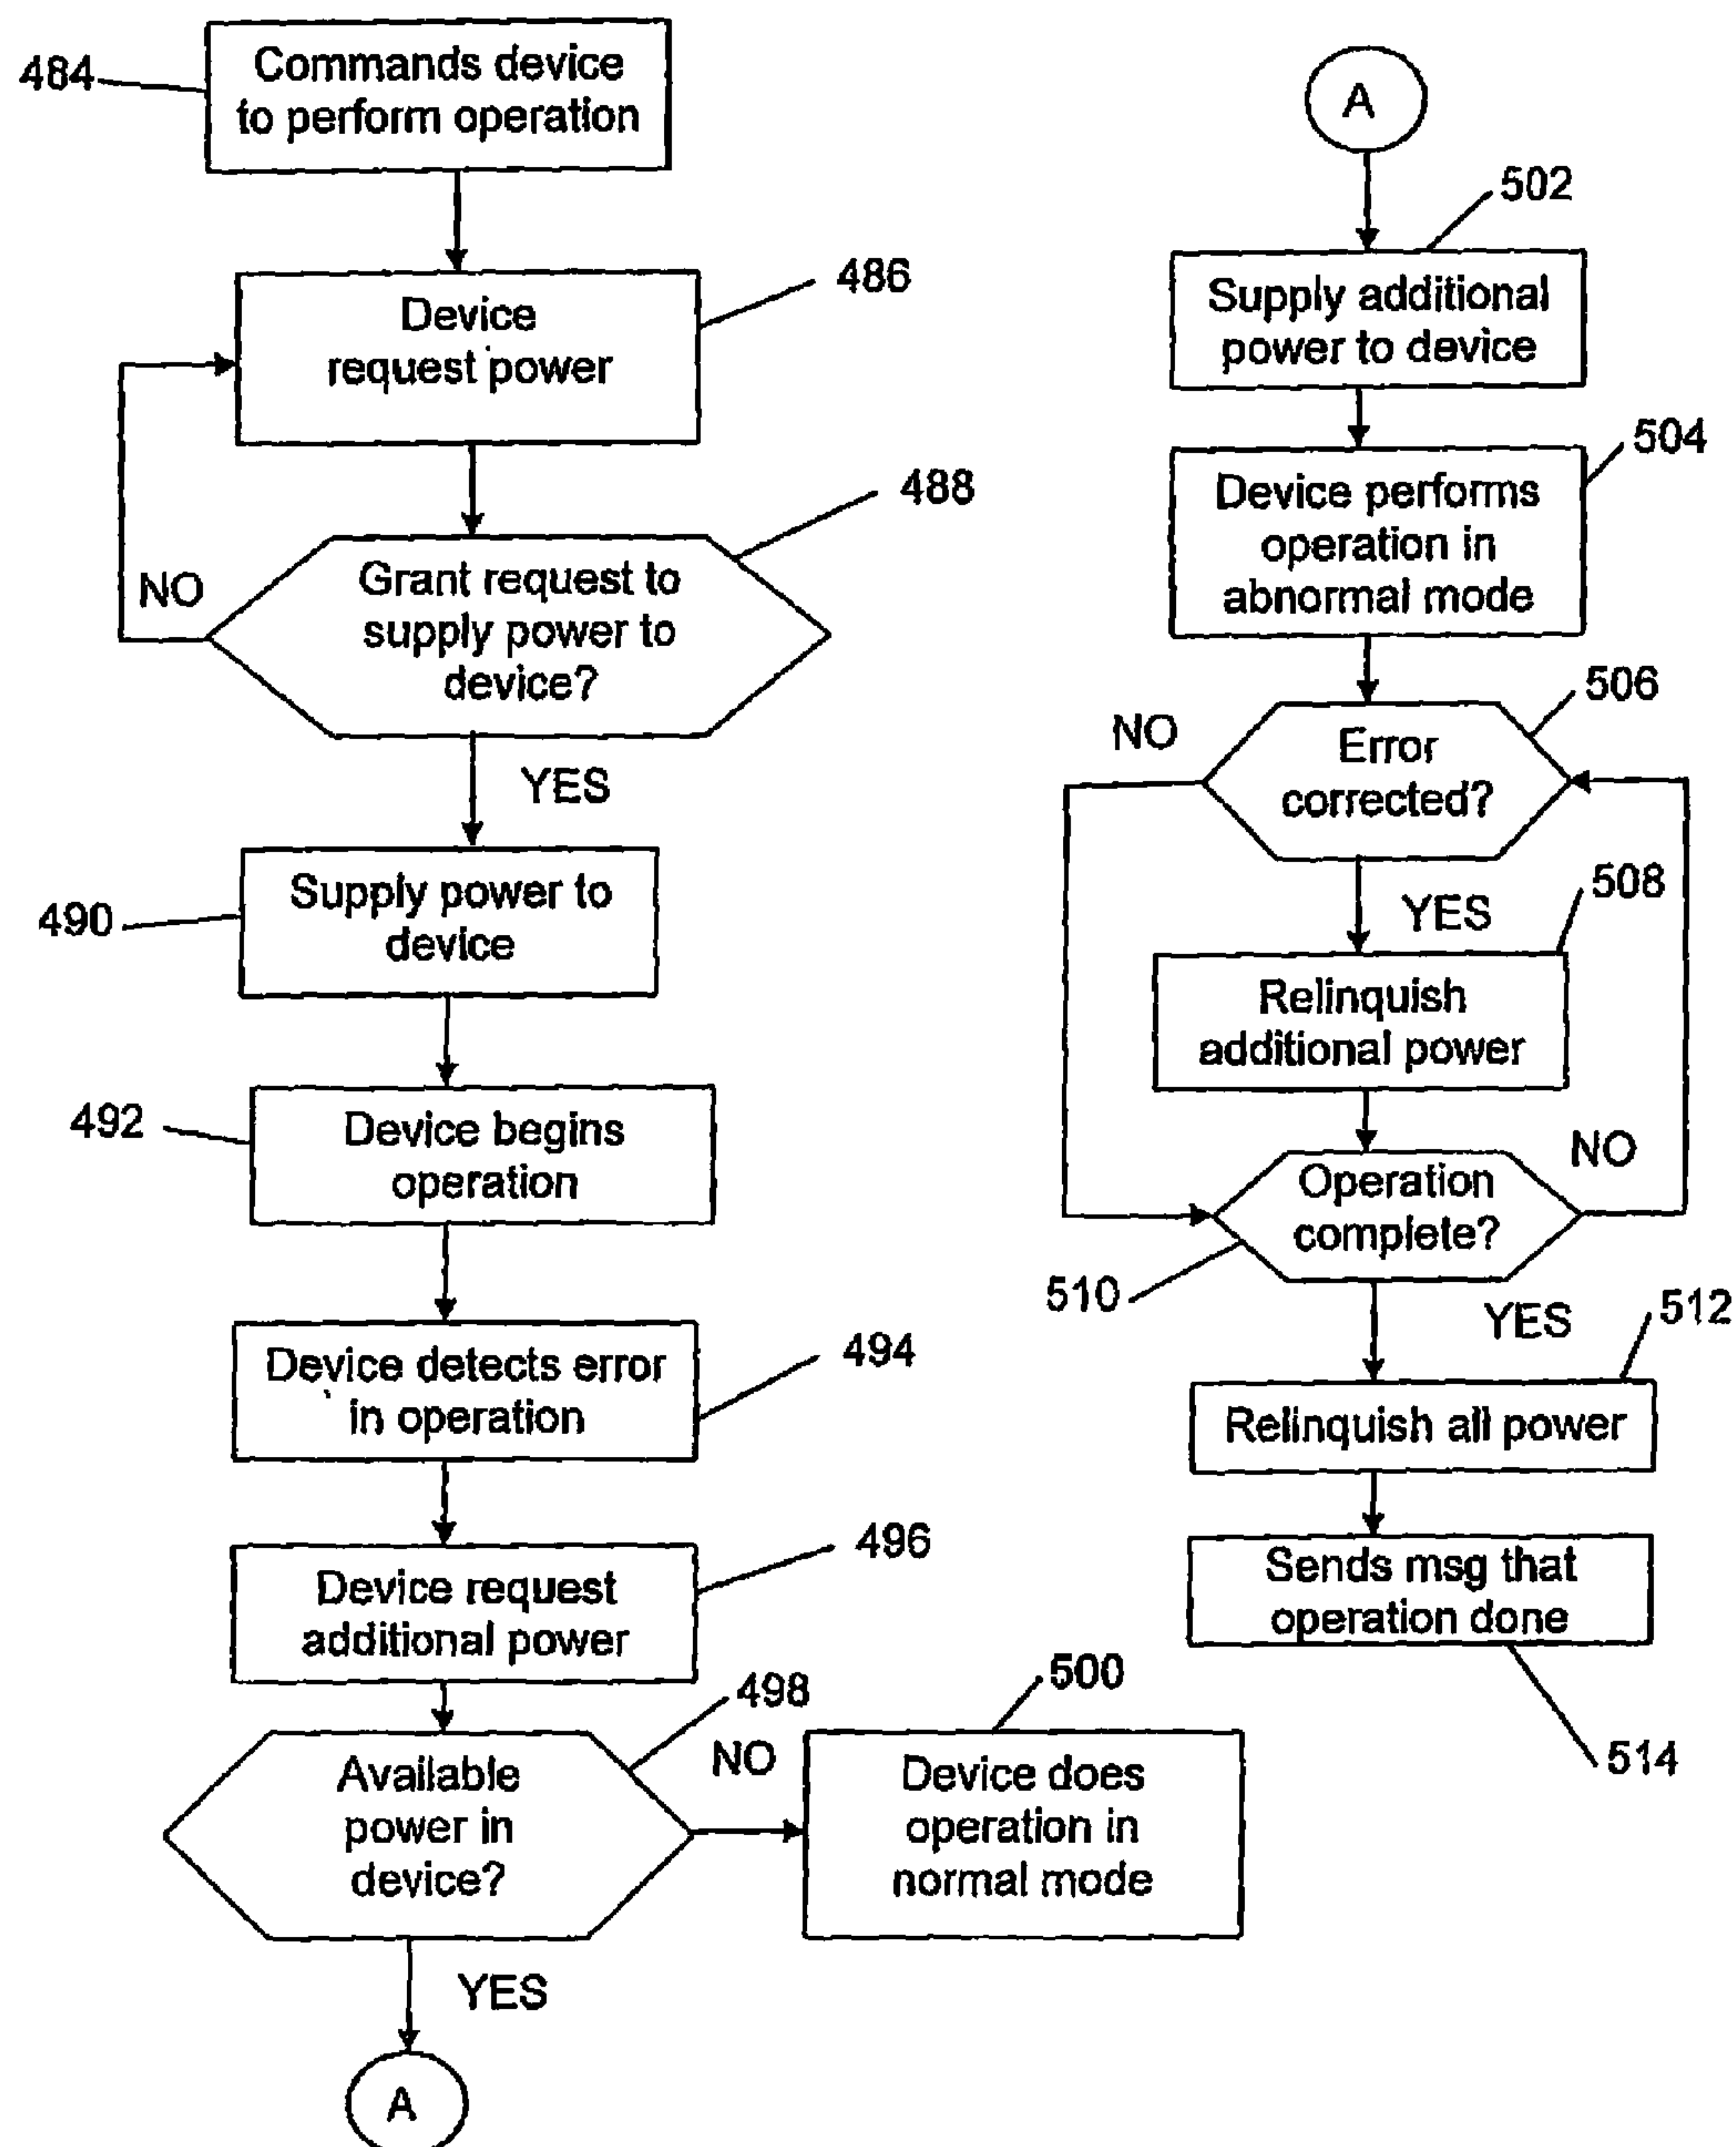 484
Commands device
to perform operation
486
Device
request power
488
Grant request to
supply power to
device?
NO
YES
490
Supply power to
device
492
Device begins
operation
494
Device detects error
in operation
496
Device request
additional power
498
Available
power in
device?
NO
500
Device does
operation in
normal mode
YES
A
A
502
Supply additional
power to device
504
Device performs
operation in
abnormal mode
506
Error
corrected?
NO
YES
508
Relinquish
additional power
NO
Operation
complete?
510
YES
512
Relinquish all power
Sends msg that
operation done
514